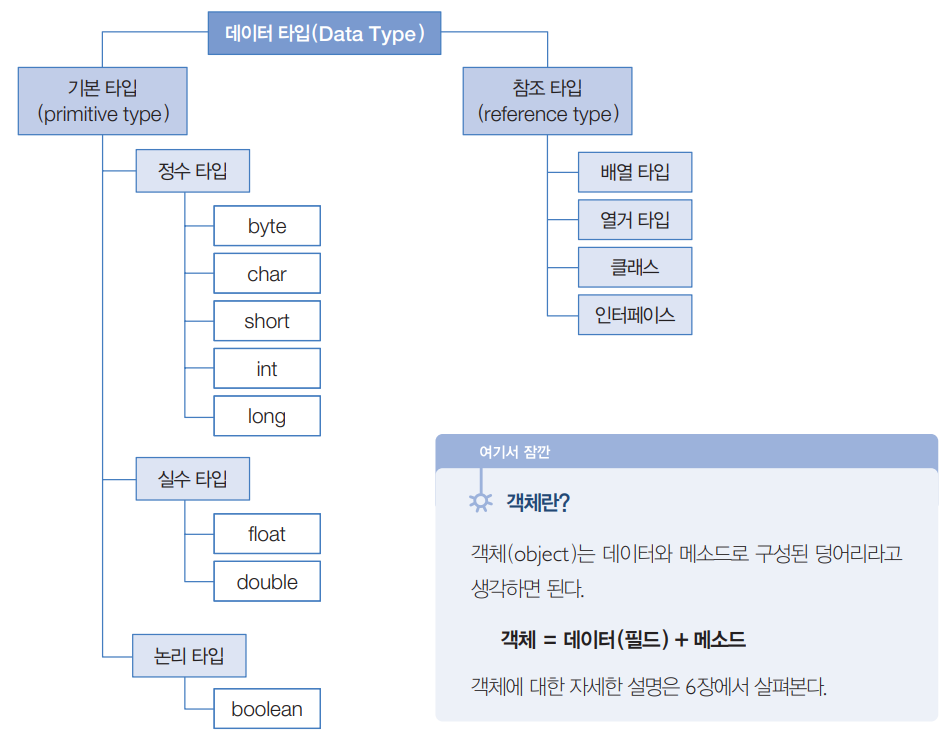 데이터 타입(Data Type)
기본 타입
(primitive type)
정수 타입
byte
char
short
int
long
실수 타입
float
double
논리 타입
boolean
참조 타입
(reference type)
배열 타입
열거 타입
클래스
인터페이스
여기서 잠깐
객체란?
객체(object)는 데이터와 메소드로 구성된 덩어리라고
생각하면 된다.
객체 = 데이터(필드) + 메소드
객체에 대한 자세한 설명은 6장에서 살펴본다.